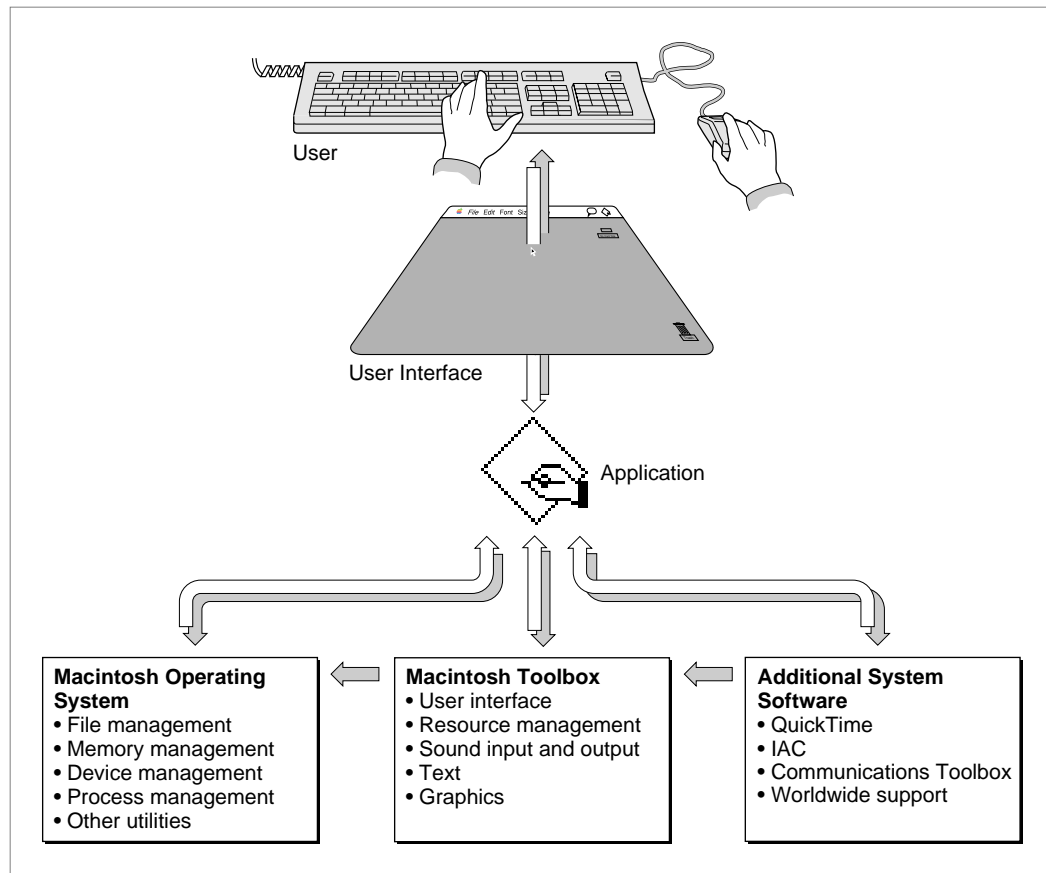 User
File Edit Font
User Interface
Application
Macintosh Operating
System
• File management
• Memory management
• Device management
• Process management
• Other utilities
Macintosh Toolbox
• User interface
• Resource management
• Sound input and output
• Text
• Graphics
Additional System
Software
• QuickTime
• IAC
• Communications Toolbox
• Worldwide support